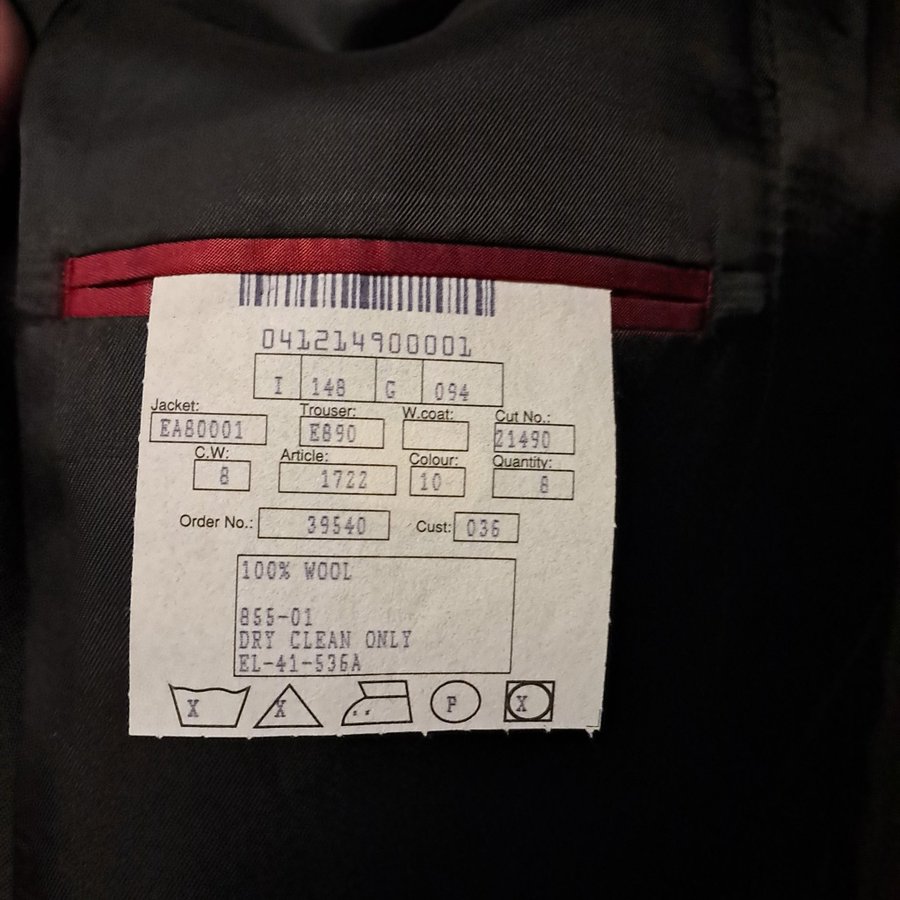 041214900001
I 148 G 094
Jacket: Trouser: W.coat: Cut No.:
EA80001 E890 21490
C.W: Article: Colour: Quantity:
8 1722 10 8
Order No.: 39540 Cust: 036
100% WOOL
855-01
DRY CLEAN ONLY
EL-41-536A
X X P X